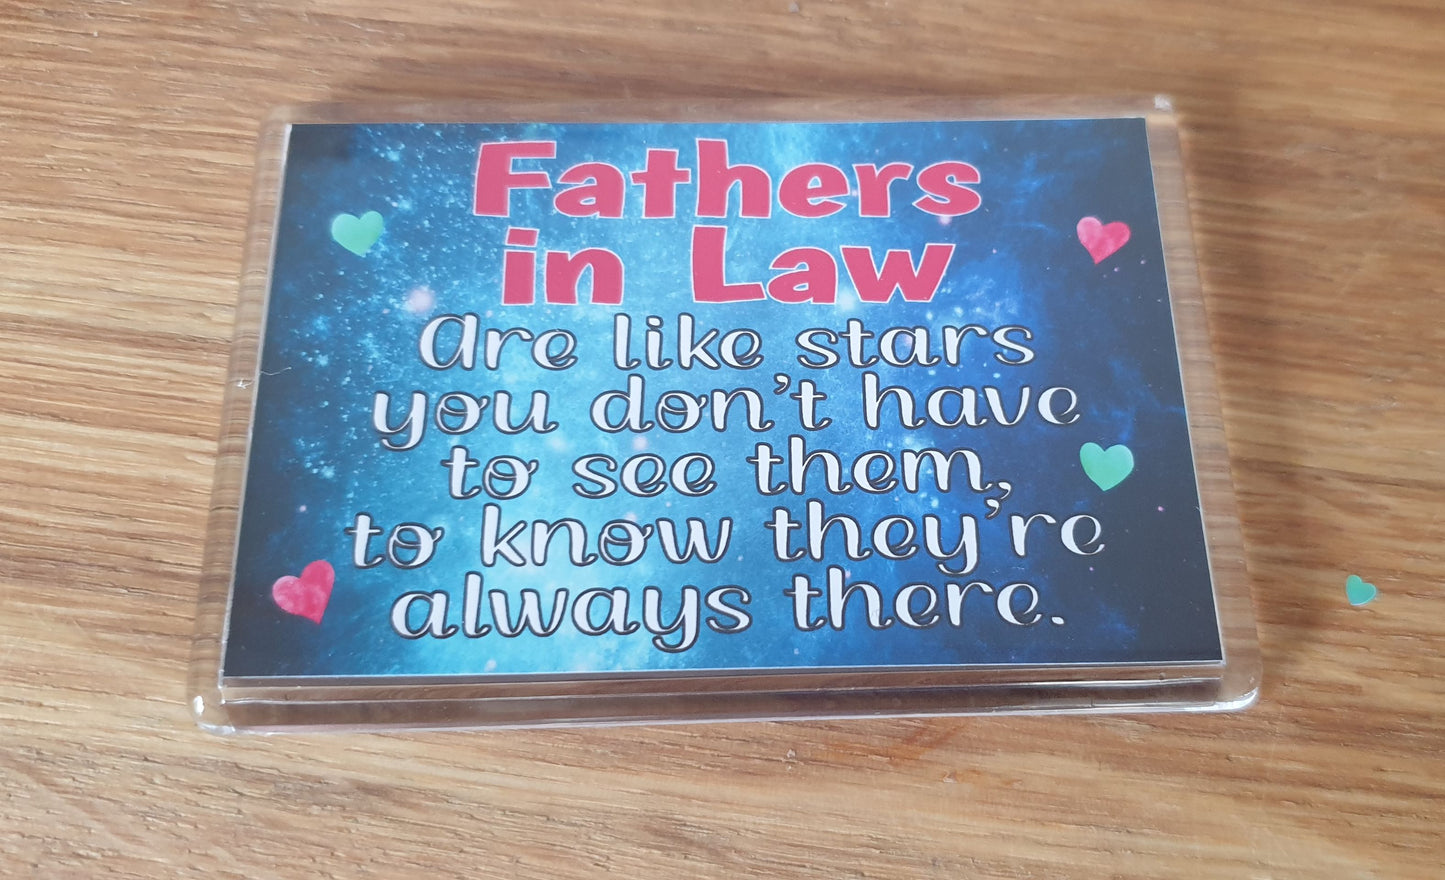 Fathers
in Law
Are like stars
you don't have
to see them,
to know they're
always there.